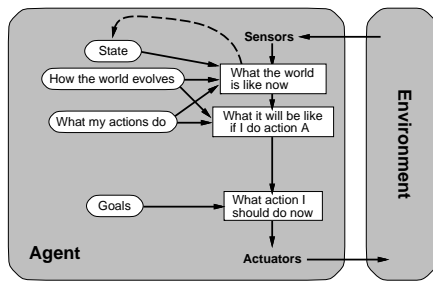 Sensors
State
How the world evolves
What my actions do
What the world
is like now
What it will be like
if I do action A
Goals
What action I
should do now
Agent
Actuators
Environment